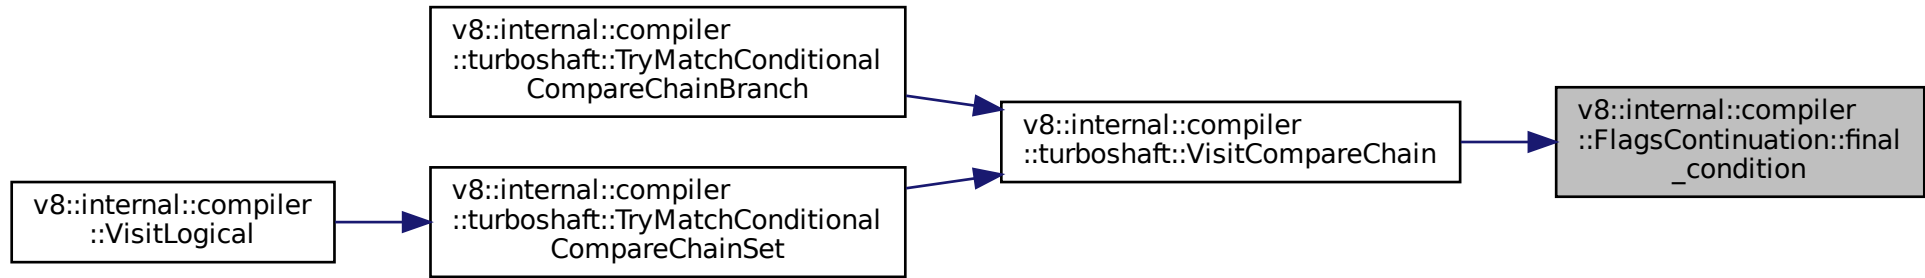 v8::internal::compiler
::turboshaft::TryMatchConditional
CompareChainBranch
v8::internal::compiler
::VisitLogical
v8::internal::compiler
::turboshaft::TryMatchConditional
CompareChainSet
v8::internal::compiler
::turboshaft::VisitCompareChain
v8::internal::compiler
::FlagsContinuation::final
_condition